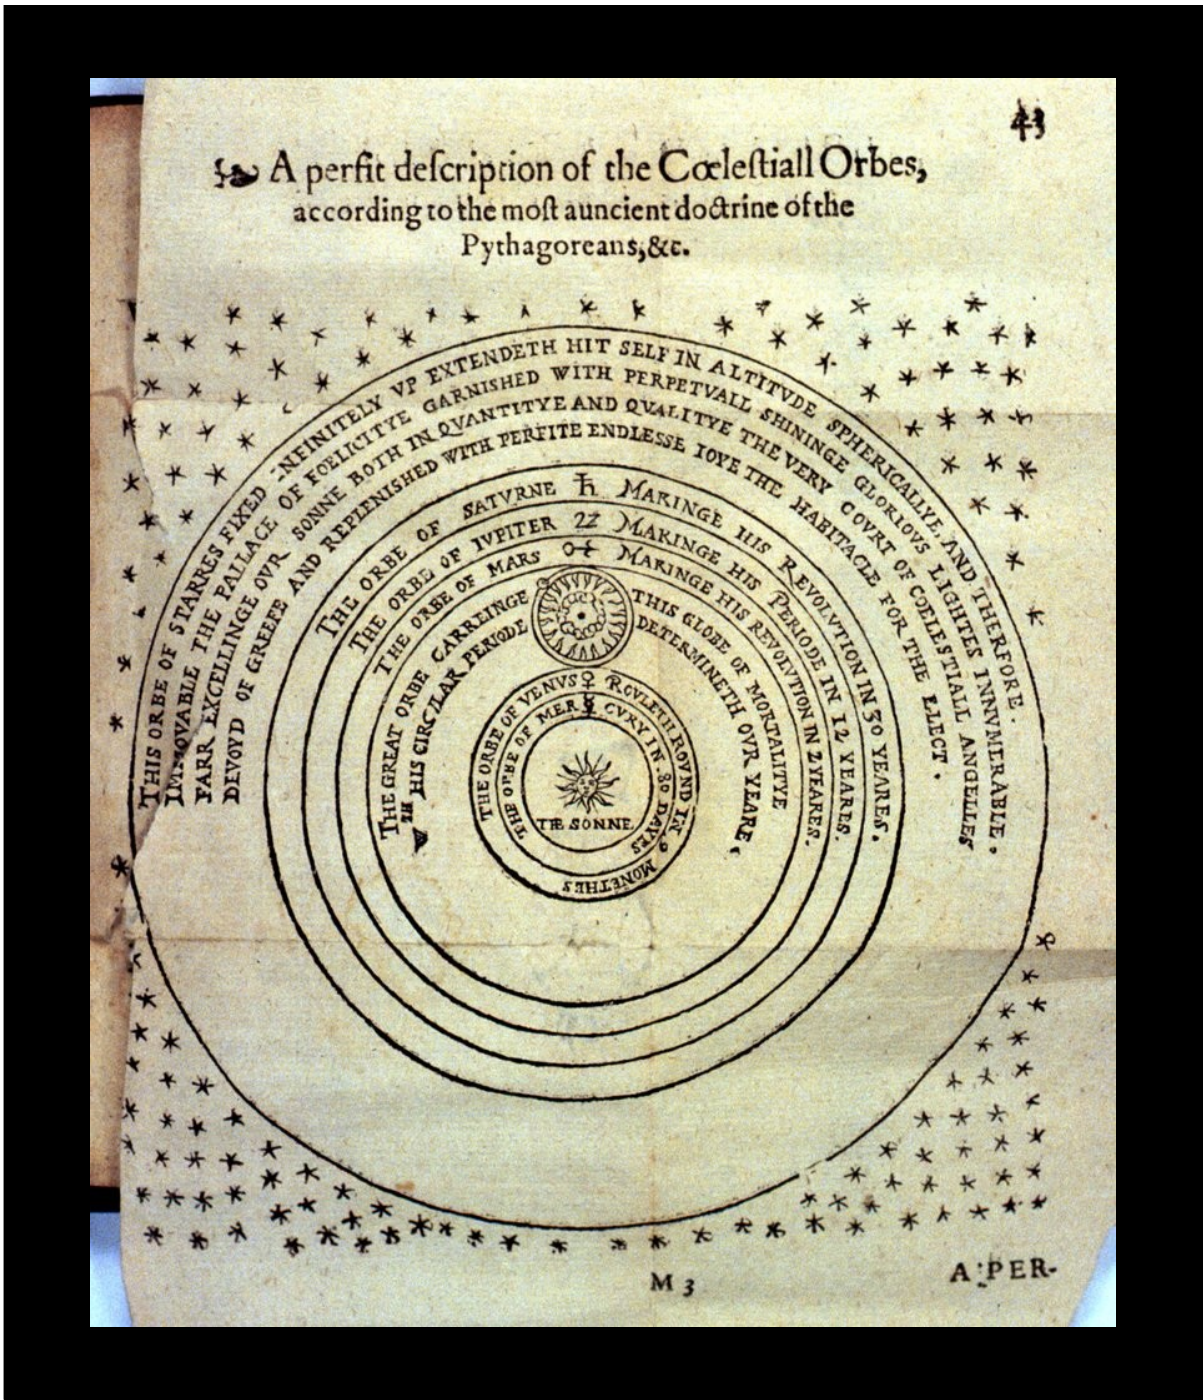 43
A perfit description of the Cœlestiall Orbes,
according to the most auncient doctrine of the
Pythagoreans, &c.
THIS ORBE OF STARRES FIXED INFINITELY VP EXTENDETH HIT SELF IN ALTITVDE SPHERICALLYE, AND THERFORE
IMMOVABLE THE PALLACE OF FOELICITYE GARNISHED WITH PERPETVALL SHININGE GLORIOVS LIGHTES INNVMERABLE.
FARR EXCELLINGE OVR SONNE BOTH IN QVANTITYE AND QVALITYE THE VERY COVRT OF COELESTIALL ANGELLES
DEVOYD OF GREEFE AND REPLENISHED WITH PERFITE ENDLESSE IOYE THE HABITACLE FOR THE ELECT.
THE ORBE OF SATVRNE ♄ MAKINGE HIS REVOLVTION IN 30 YEARES.
THE ORBE OF IVPITER ♃ MAKINGE HIS PERIODE IN 12 YEARES.
THE ORBE OF MARS ♂ MAKINGE HIS REVOLVTION IN 2 YEARES.
THE GREAT ORBE CARREINGE THIS GLOBE OF MORTALITYE
IN HIS CIRCVLAR PERIODE DETERMINETH OVR YEARE.
THE ORBE OF VENVS ♀ ROVLETH ROVND IN 9 MONETHES
THE ORBE OF MER ☿ CVRY IN 80 DAYES
THE SONNE
M 3
A PER-